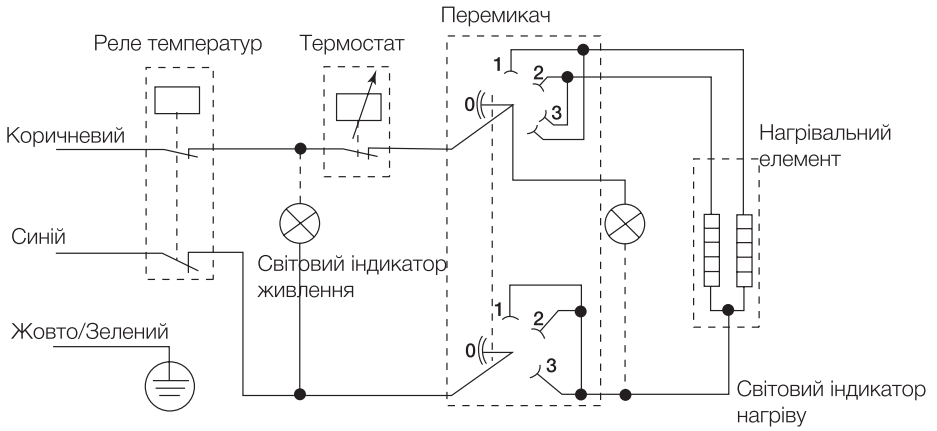 Перемикач
Реле температур
Термостат
1
2
0
3
Коричневий
Нагрівальний
елемент
Синій
Світовий індикатор
живлення
1
2
Жовто/Зелений
0
3
Світовий індикатор
нагріву